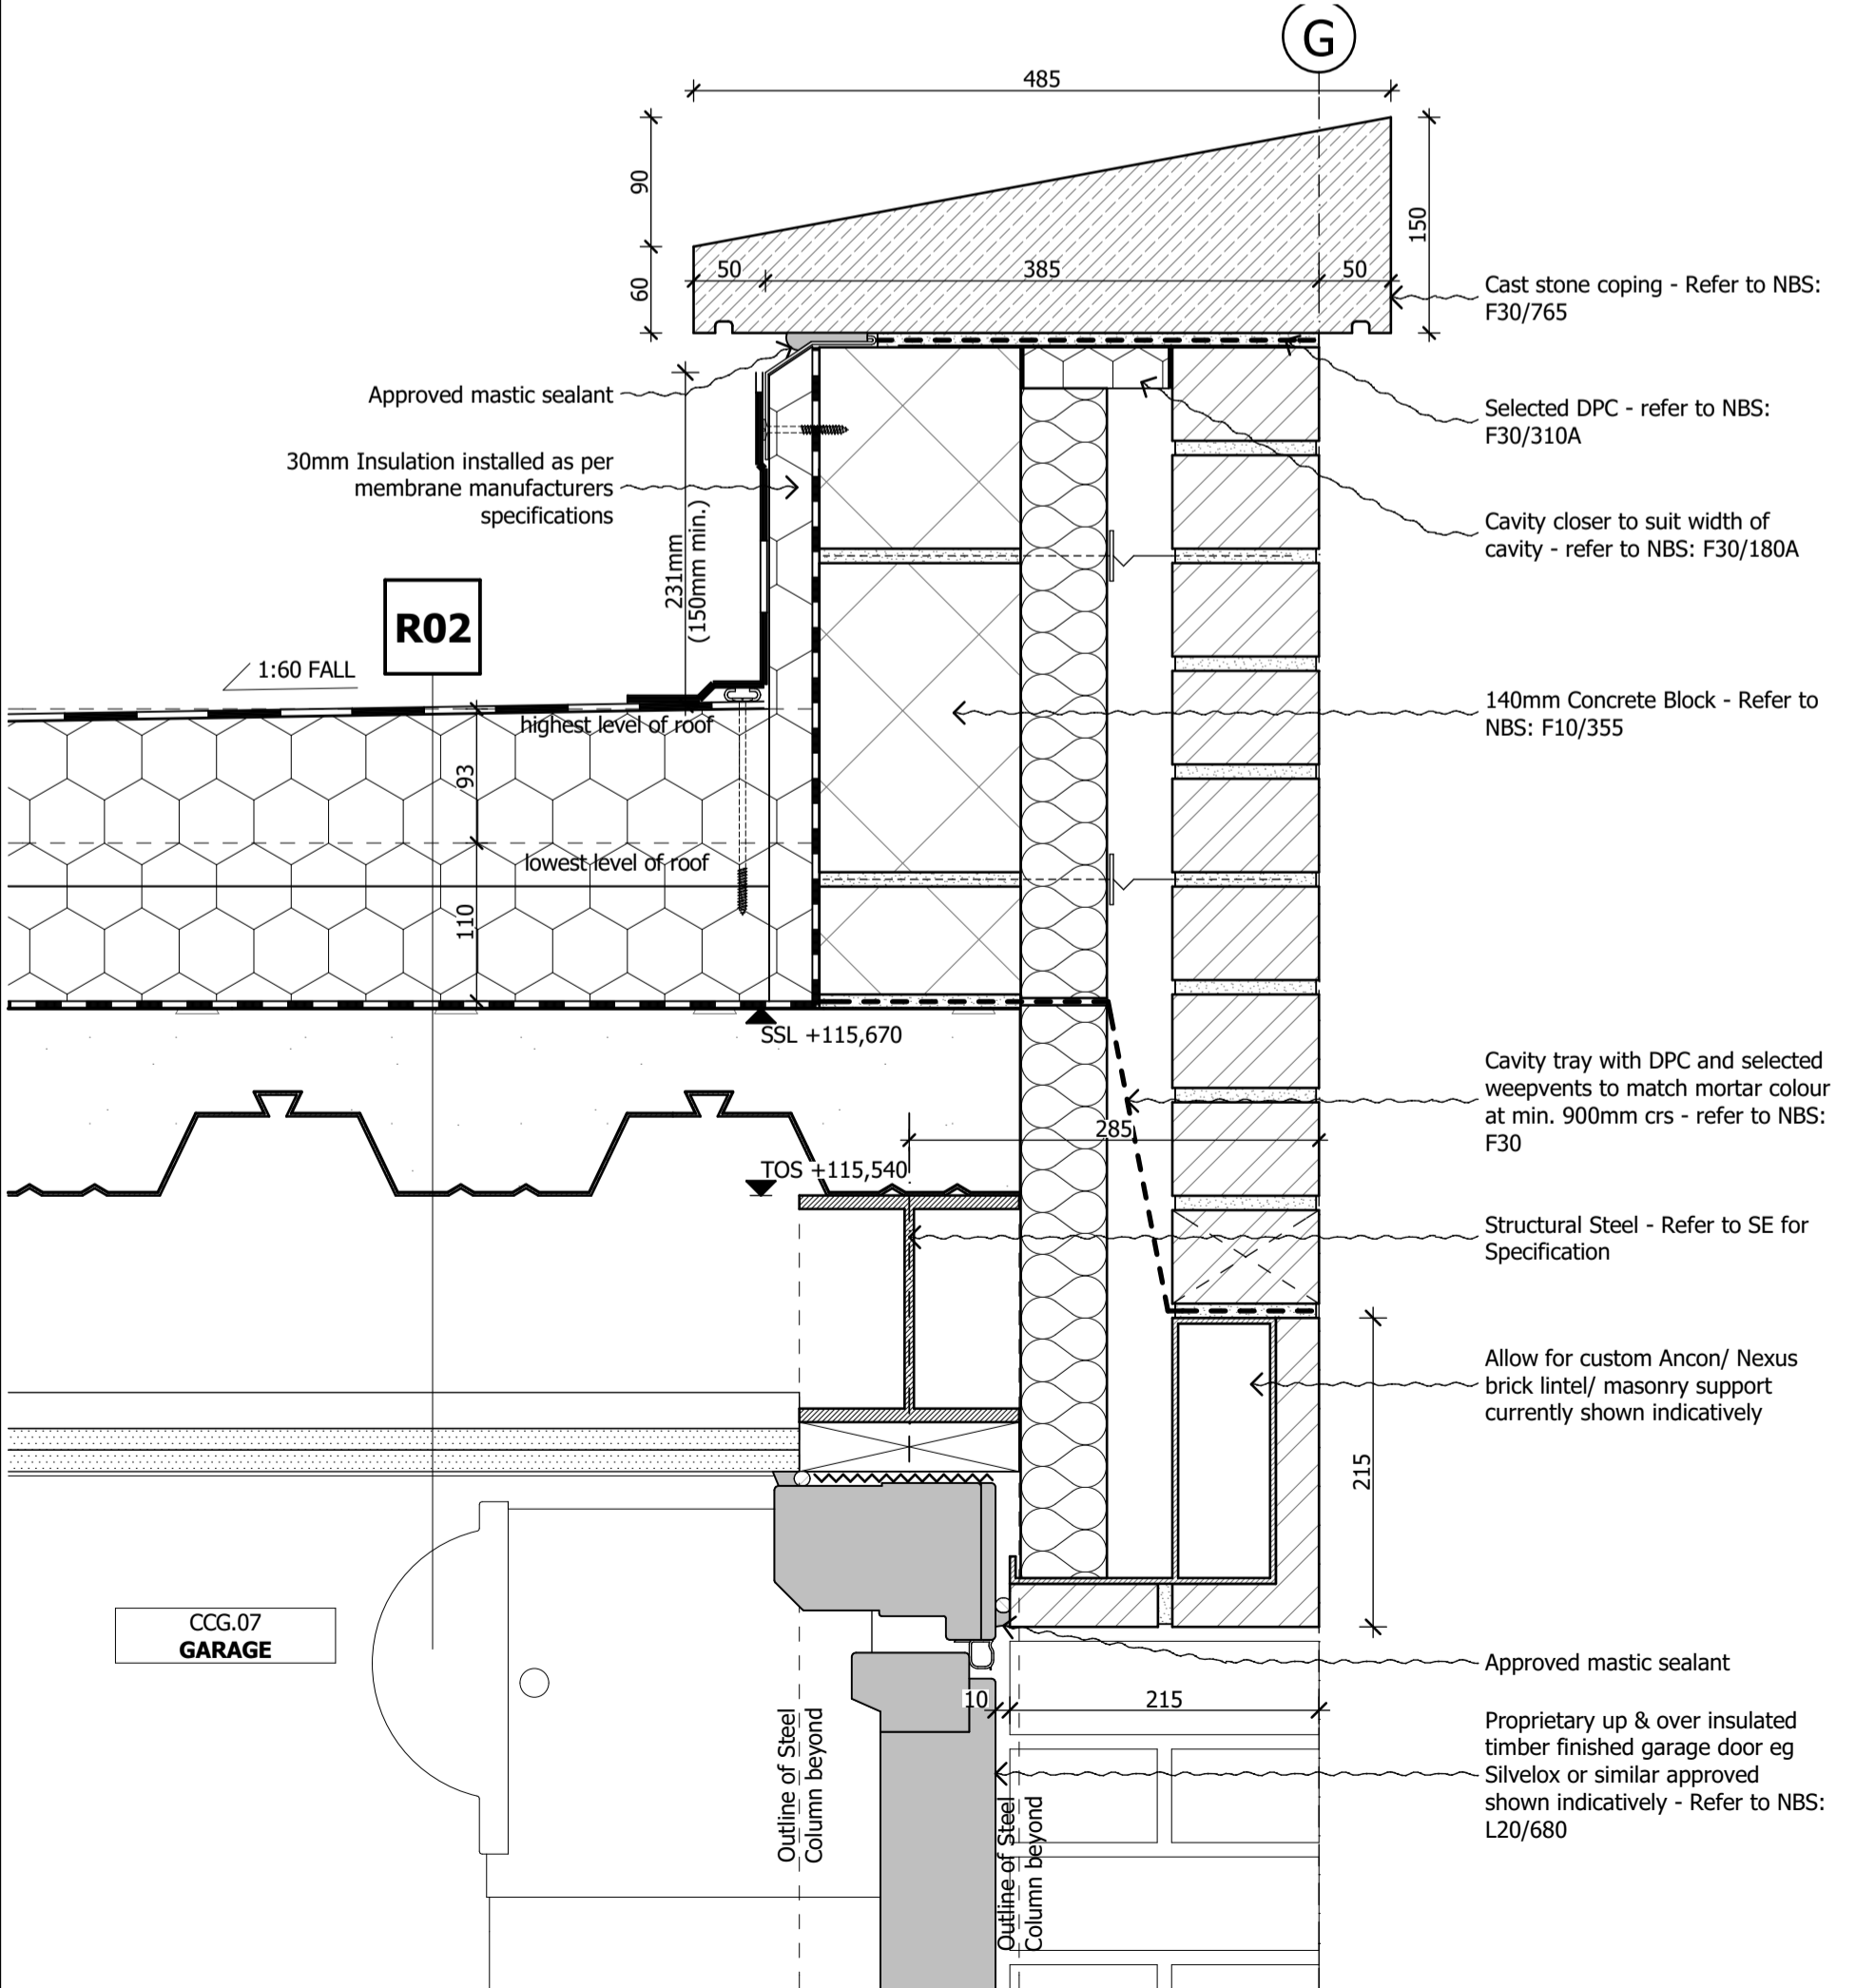 G
485
90
60
150
50
385
50
Cast stone coping - Refer to NBS:
F30/765
Approved mastic sealant
Selected DPC - refer to NBS:
F30/310A
30mm Insulation installed as per
membrane manufacturers
specifications
231mm
(150mm min.)
Cavity closer to suit width of
cavity - refer to NBS: F30/180A
R02
1:60 FALL
140mm Concrete Block - Refer to
NBS: F10/355
highest level of roof
93
lowest level of roof
110
SSL +115,670
Cavity tray with DPC and selected
weepvents to match mortar colour
at min. 900mm crs - refer to NBS:
F30
285
TOS +115,540
Structural Steel - Refer to SE for
Specification
Allow for custom Ancon/ Nexus
brick lintel/ masonry support
currently shown indicatively
215
CCG.07
GARAGE
Approved mastic sealant
10
215
Outline of Steel
Column beyond
Outline of Steel
Column beyond
Proprietary up & over insulated
timber finished garage door eg
Silvelox or similar approved
shown indicatively - Refer to NBS:
L20/680